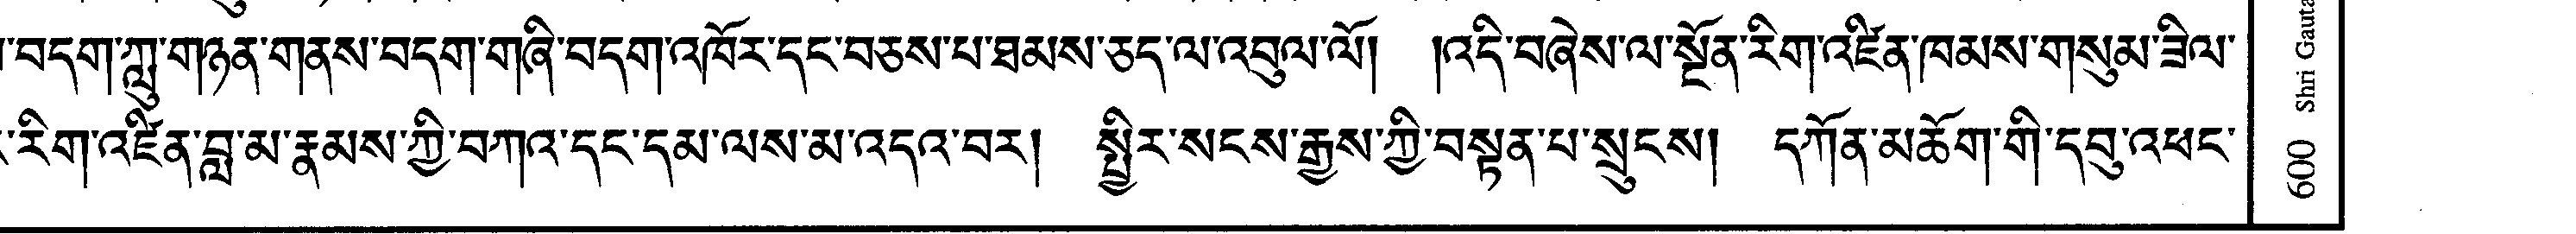 བདག་ཀླུ་གཉན་གནས་བདག་གཞི་བདག་འཁོར་དང་བཅས་པ་ཐམས་ཅད་ལ་འབུལ་ལོ། །འདི་བཞེས་ལ་སྔོན་རིག་འཛིན་ཁམས་གསུམ་ཟིལ་
རིག་འཛིན་བླ་མ་རྣམས་ཀྱི་བཀའ་དང་དམ་ལས་མ་འདའ་བར། སྤྱིར་སངས་རྒྱས་ཀྱི་བསྟན་པ་སྲུངས། དཀོན་མཆོག་གི་དབུ་འཕང་
600 Shri